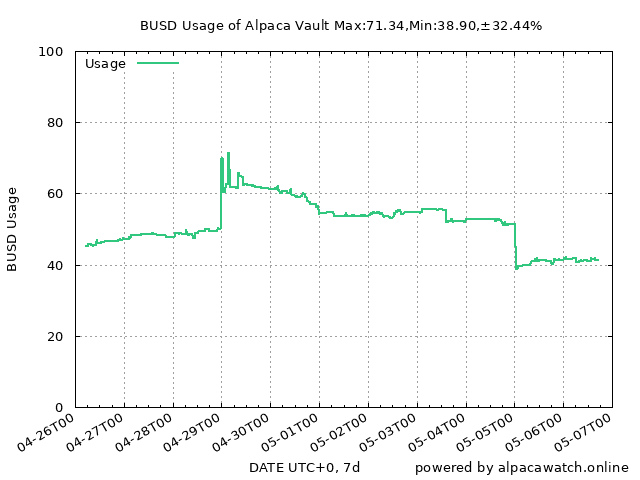 BUSD Usage of Alpaca Vault Max:71.34,Min:38.90,±32.44%
Usage
BUSD Usage
100
80
60
40
20
0
04-26T00
04-27T00
04-28T00
04-29T00
04-30T00
05-01T00
05-02T00
05-03T00
05-04T00
05-05T00
05-06T00
05-07T00
DATE UTC+0, 7d
powered by alpacawatch.online